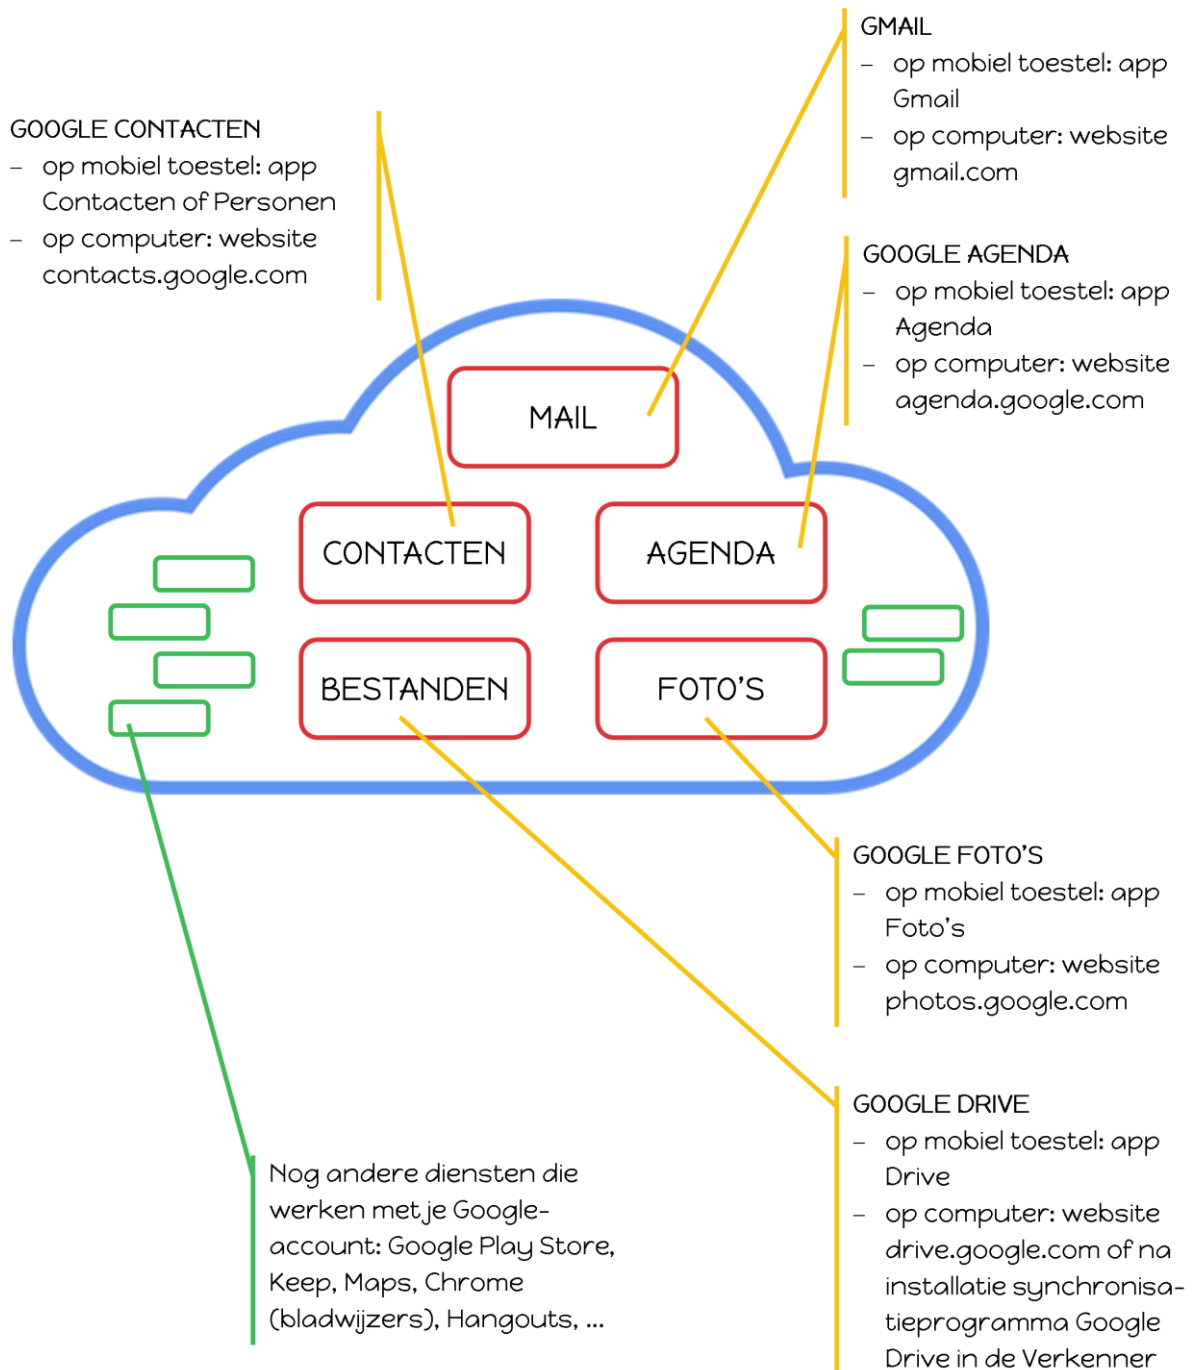 GMAIL
– op mobiel toestel: app
Gmail
– op computer: website
gmail.com
GOOGLE CONTACTEN
– op mobiel toestel: app
Contacten of Personen
– op computer: website
contacts.google.com
GOOGLE AGENDA
– op mobiel toestel: app
Agenda
– op computer: website
agenda.google.com
MAIL
CONTACTEN
AGENDA
BESTANDEN
FOTO'S
GOOGLE FOTO'S
– op mobiel toestel: app
Foto's
– op computer: website
photos.google.com
GOOGLE DRIVE
– op mobiel toestel: app
Drive
– op computer: website
drive.google.com of na
installatie synchronisa-
tieprogramma Google
Drive in de Verkenner
Nog andere diensten die
werken met je Google-
account: Google Play Store,
Keep, Maps, Chrome
(bladwijzers), Hangouts, ...